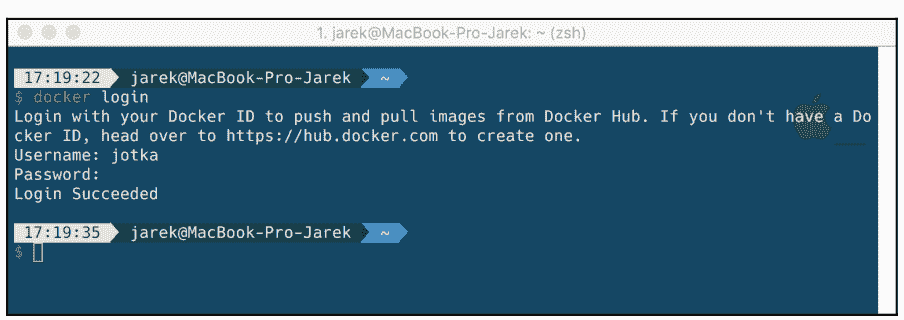 1. jarek@MacBook-Pro-Jarek: ~ (zsh)
17:19:22 jarek@MacBook-Pro-Jarek ~
$ docker login
Login with your Docker ID to push and pull images from Docker Hub. If you don't have a Do
cker ID, head over to https://hub.docker.com to create one.
Username: jotka
Password:
Login Succeeded
17:19:35 jarek@MacBook-Pro-Jarek ~
$